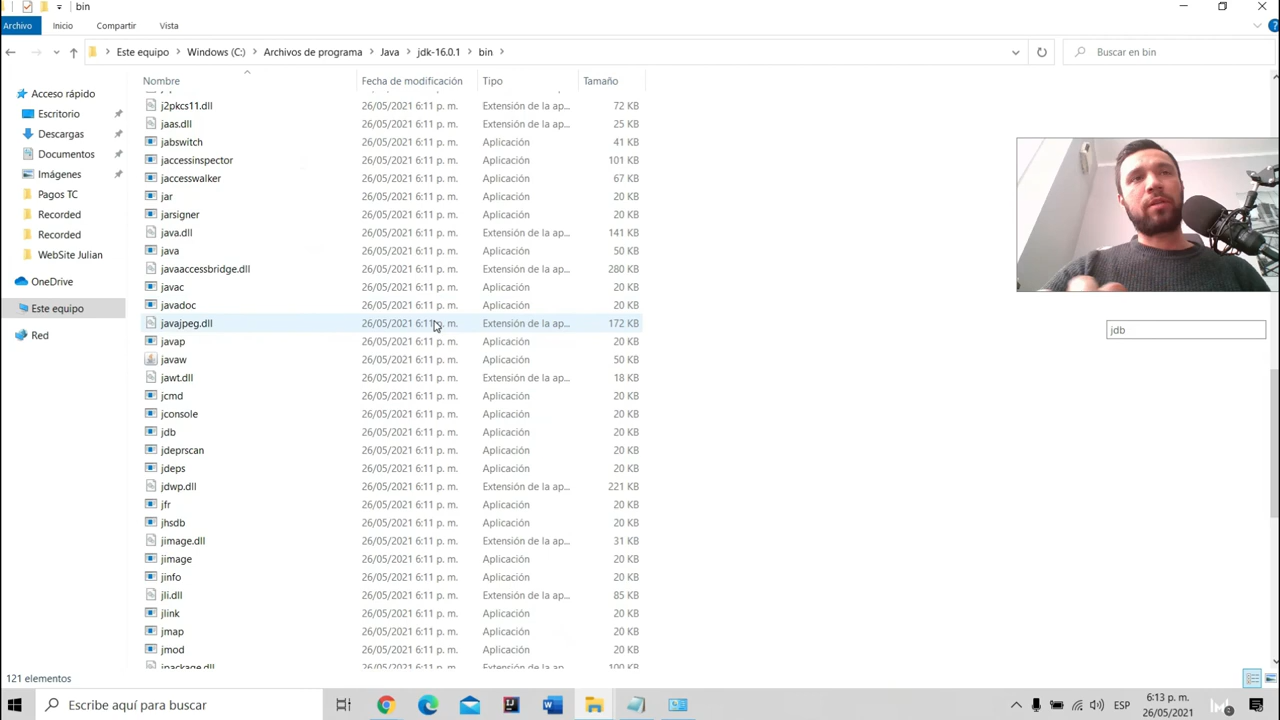 bin
Archivo Inicio Compartir Vista
Este equipo > Windows (C:) > Archivos de programa > Java > jdk-16.0.1 > bin >
Buscar en bin
Acceso rápido
Escritorio
Descargas
Documentos
Imágenes
Pagos TC
Recorded
Recorded
WebSite Julian
OneDrive
Este equipo
Red
Nombre Fecha de modificación Tipo Tamaño
j2pkcs11.dll 26/05/2021 6:11 p. m. Extensión de la ap... 72 KB
jaas.dll 26/05/2021 6:11 p. m. Extensión de la ap... 25 KB
jabswitch 26/05/2021 6:11 p. m. Aplicación 41 KB
jaccessinspector 26/05/2021 6:11 p. m. Aplicación 101 KB
jaccesswalker 26/05/2021 6:11 p. m. Aplicación 67 KB
jar 26/05/2021 6:11 p. m. Aplicación 20 KB
jarsigner 26/05/2021 6:11 p. m. Aplicación 20 KB
java.dll 26/05/2021 6:11 p. m. Extensión de la ap... 141 KB
java 26/05/2021 6:11 p. m. Aplicación 50 KB
javaaccessbridge.dll 26/05/2021 6:11 p. m. Extensión de la ap... 280 KB
javac 26/05/2021 6:11 p. m. Aplicación 20 KB
javadoc 26/05/2021 6:11 p. m. Aplicación 20 KB
javajpeg.dll 26/05/2021 6:11 p. m. Extensión de la ap... 172 KB
javap 26/05/2021 6:11 p. m. Aplicación 20 KB
javaw 26/05/2021 6:11 p. m. Aplicación 50 KB
jawt.dll 26/05/2021 6:11 p. m. Extensión de la ap... 18 KB
jcmd 26/05/2021 6:11 p. m. Aplicación 20 KB
jconsole 26/05/2021 6:11 p. m. Aplicación 20 KB
jdb 26/05/2021 6:11 p. m. Aplicación 20 KB
jdeprscan 26/05/2021 6:11 p. m. Aplicación 20 KB
jdeps 26/05/2021 6:11 p. m. Aplicación 20 KB
jdwp.dll 26/05/2021 6:11 p. m. Extensión de la ap... 221 KB
jfr 26/05/2021 6:11 p. m. Aplicación 20 KB
jhsdb 26/05/2021 6:11 p. m. Aplicación 20 KB
jimage.dll 26/05/2021 6:11 p. m. Extensión de la ap... 31 KB
jimage 26/05/2021 6:11 p. m. Aplicación 20 KB
jinfo 26/05/2021 6:11 p. m. Aplicación 20 KB
jli.dll 26/05/2021 6:11 p. m. Extensión de la ap... 85 KB
jlink 26/05/2021 6:11 p. m. Aplicación 20 KB
jmap 26/05/2021 6:11 p. m. Aplicación 20 KB
jmod 26/05/2021 6:11 p. m. Aplicación 20 KB
jpackage.dll 26/05/2021 6:11 p. m. Extensión de la ap... 100 KB
jdb
121 elementos
Escribe aquí para buscar
ESP
6:13 p. m.
26/05/2021